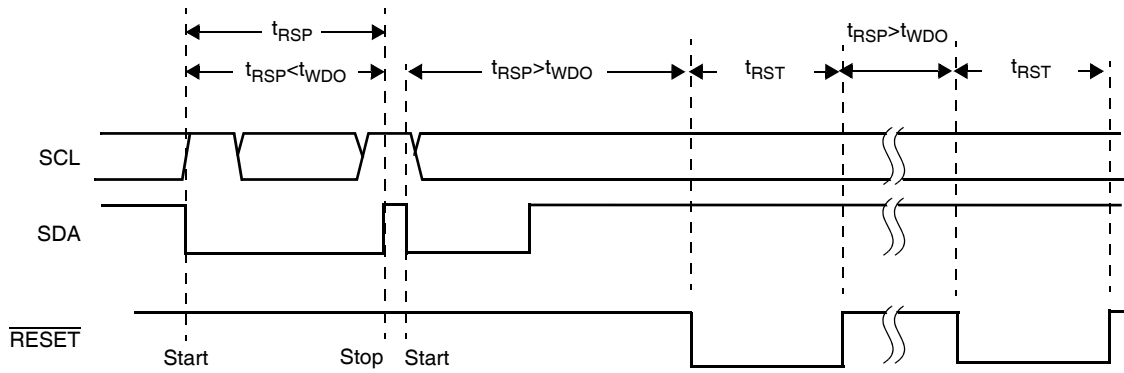 tRSP
tRSP<tWDO
tRSP>tWDO
tRST
tRSP>tWDO
tRST
SCL
SDA
RESET
Start
Stop
Start